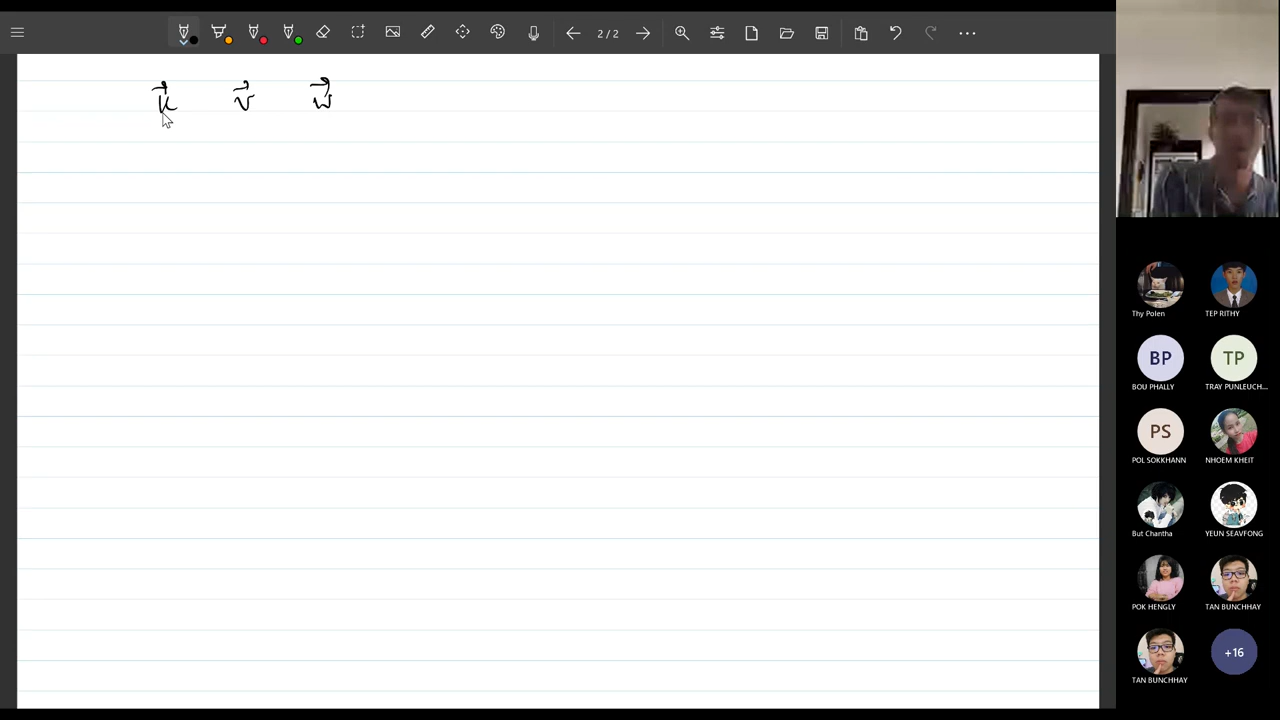 2 / 2
u⃗ v⃗ w⃗
Thy Polen
TEP RITHY
BP
TP
BOU PHALLY
TRAY PUNLEUCH...
PS
POL SOKKHANN
NHOEM KHEIT
But Chantha
YEUN SEAVFONG
POK HENGLY
TAN BUNCHHAY
+16
TAN BUNCHHAY